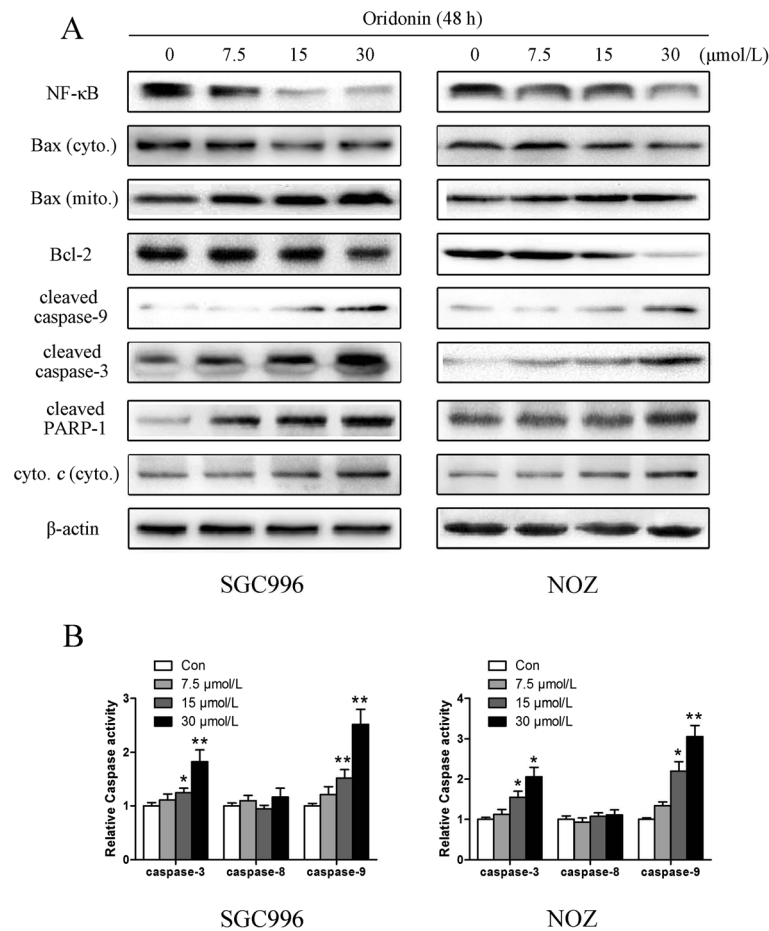 A
Oridonin (48 h)
0 7.5 15 30 0 7.5 15 30 (μmol/L)
NF-κB
Bax (cyto.)
Bax (mito.)
Bcl-2
cleaved
caspase-9
cleaved
caspase-3
cleaved
PARP-1
cyto. c (cyto.)
β-actin
SGC996 NOZ
B
Con
7.5 μmol/L
15 μmol/L
30 μmol/L
Relative Caspase activity
3
2
1
0
* ** ** **
caspase-3 caspase-8 caspase-9
SGC996
Con
7.5 μmol/L
15 μmol/L
30 μmol/L
Relative Caspase activity
4
3
2
1
0
* * * **
caspase-3 caspase-8 caspase-9
NOZ